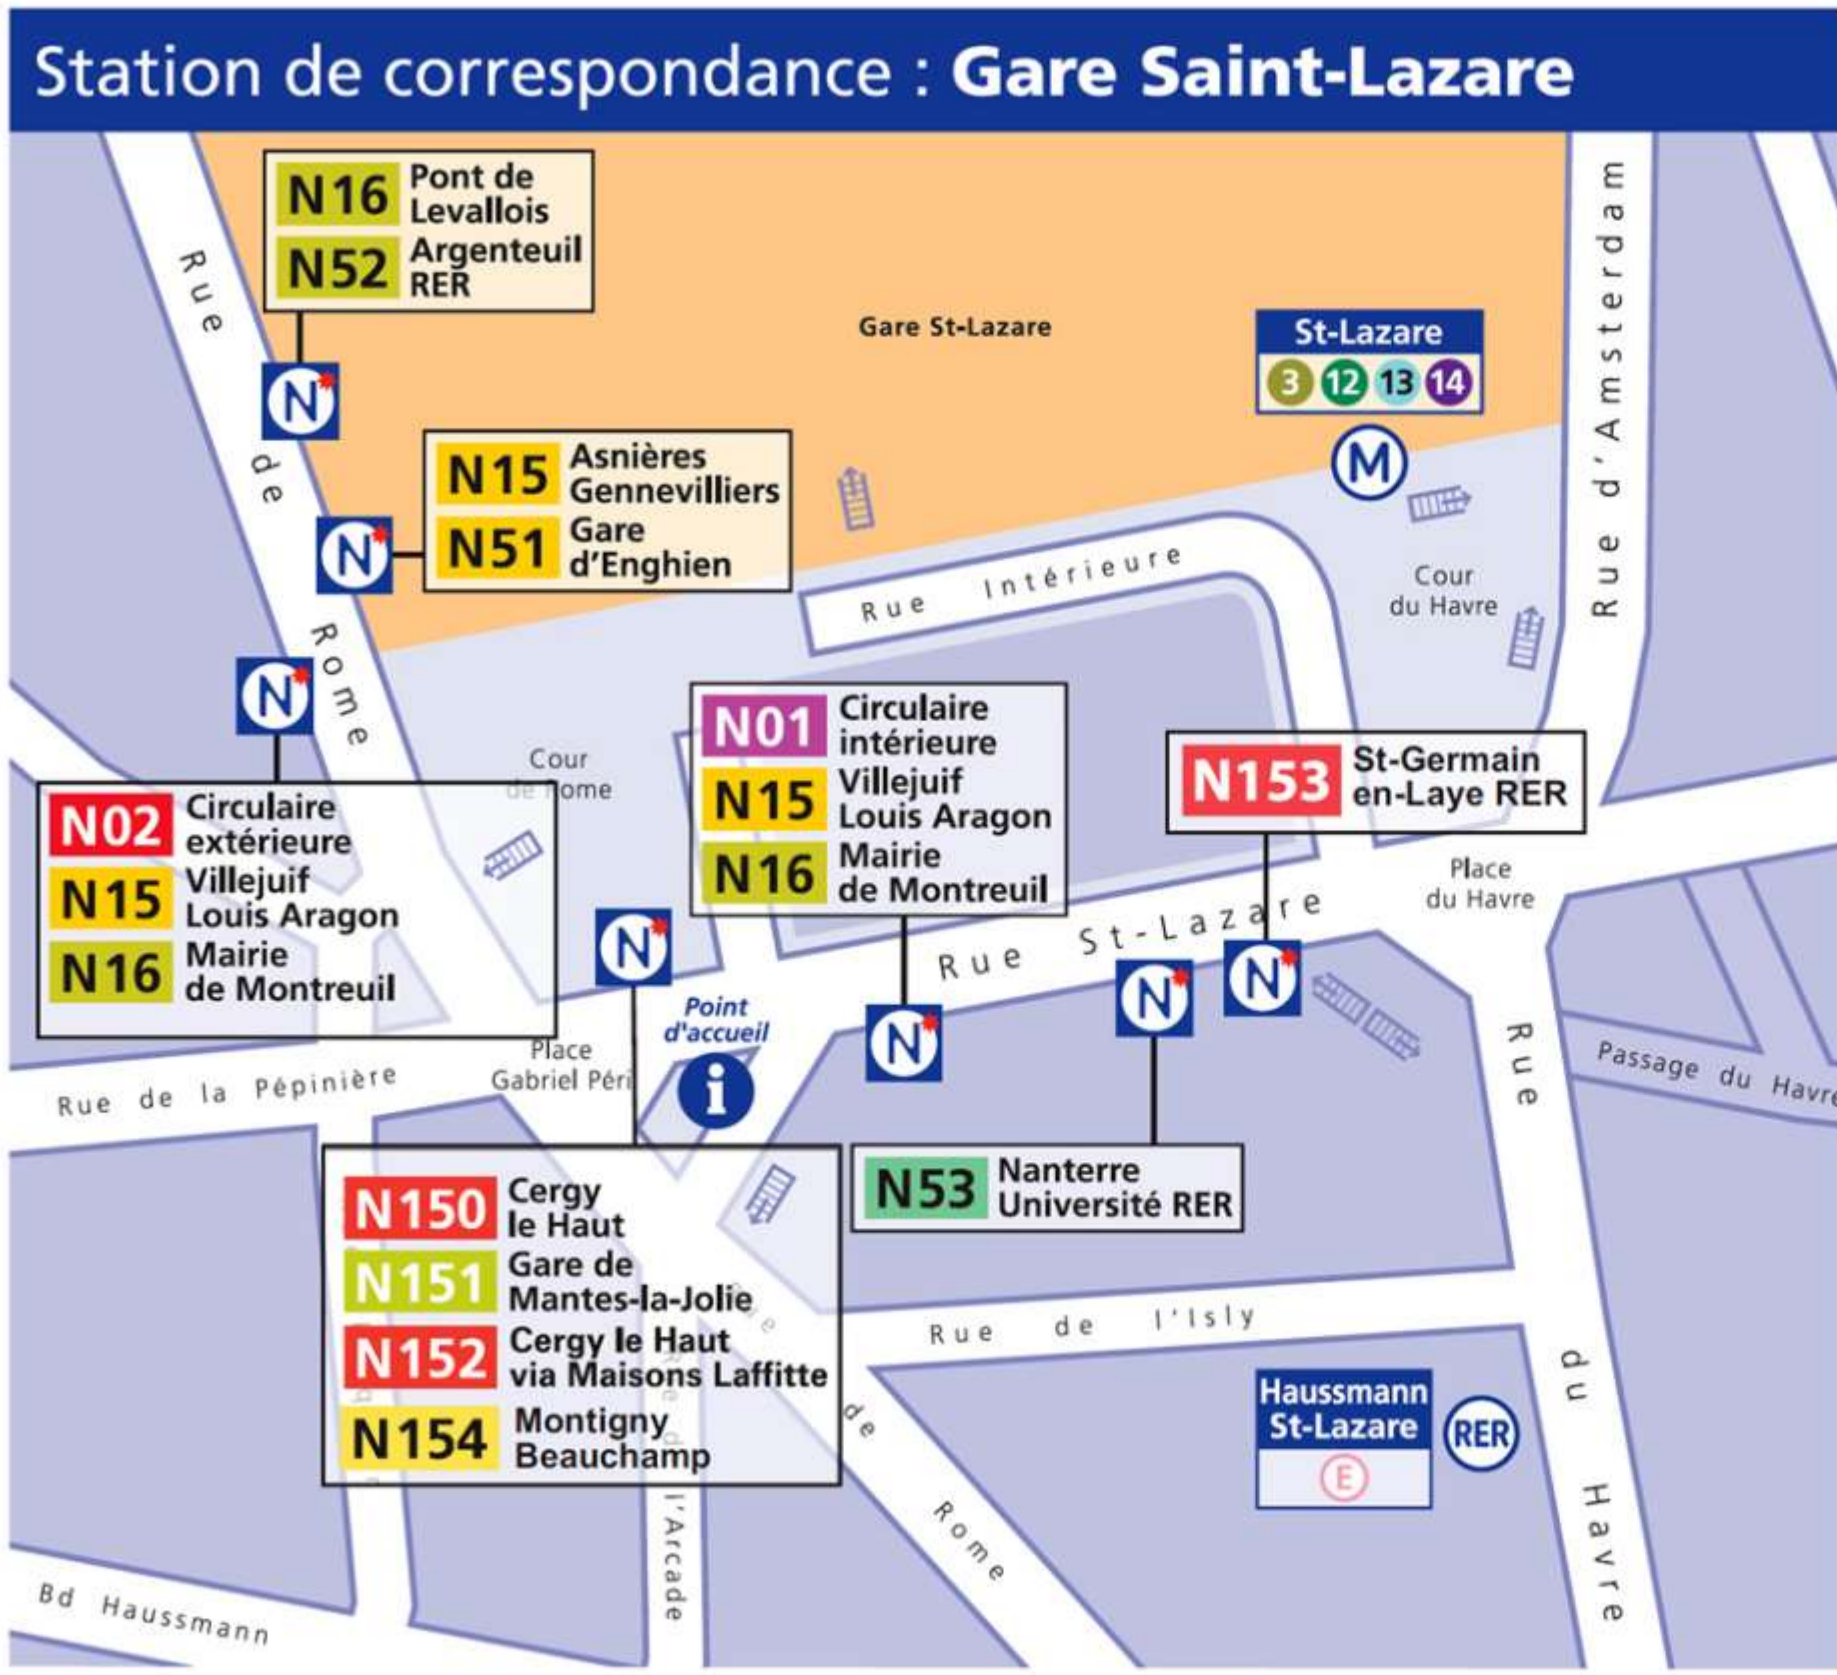 Station de correspondance : Gare Saint-Lazare
N16 Pont de
Levallois
N52 Argenteuil
RER
Rue de Rome
N
N15 Asnières
Gennevilliers
N51 Gare
d'Enghien
N
Gare St-Lazare
St-Lazare
3 12 13 14
M
Rue d'Amsterdam
Rue Intérieure
Cour
du Havre
N
N02 Circulaire
extérieure
N15 Villejuif
Louis Aragon
N16 Mairie
de Montreuil
Cour
de Rome
N01 Circulaire
intérieure
N15 Villejuif
Louis Aragon
N16 Mairie
de Montreuil
N153 St-Germain
en-Laye RER
Place
du Havre
Rue St-Lazare
N
N
N
N
Point
d'accueil
i
Place
Gabriel Péri
Rue de la Pépinière
Passage du Havre
Rue du Havre
N150 Cergy
le Haut
N151 Gare de
Mantes-la-Jolie
N152 Cergy le Haut
via Maisons Laffitte
N154 Montigny
Beauchamp
N53 Nanterre
Université RER
Rue de l'Isly
Rue de Rome
Haussmann
St-Lazare
E
RER
Rue de l'Arcade
Bd Haussmann